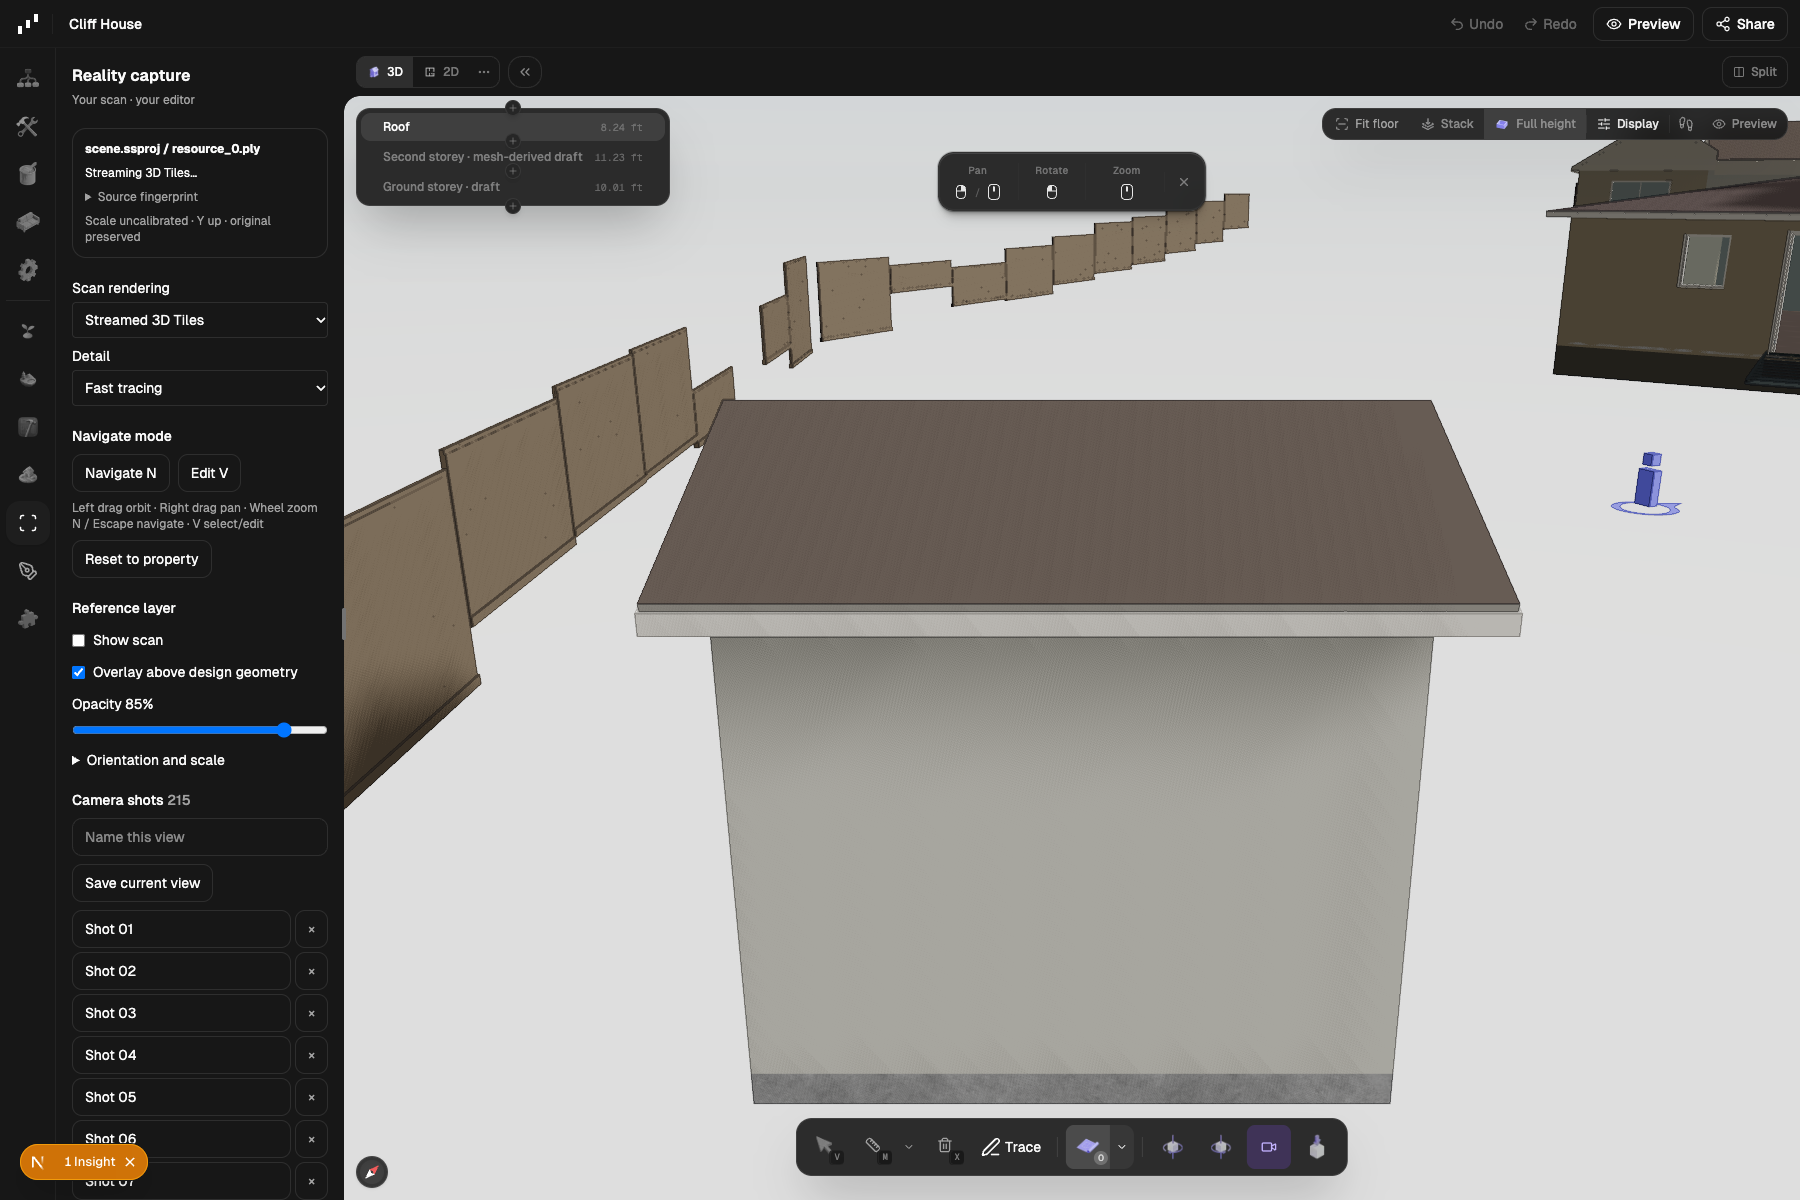 Cliff House
Undo
Redo
Preview
Share
Reality capture
Your scan · your editor
scene.ssproj / resource_0.ply
Streaming 3D Tiles…
Source fingerprint
Scale uncalibrated · Y up · original
preserved
Scan rendering
Streamed 3D Tiles
Detail
Fast tracing
Navigate mode
Navigate N
Edit V
Left drag orbit · Right drag pan · Wheel zoom
N / Escape navigate · V select/edit
Reset to property
Reference layer
Show scan
Overlay above design geometry
Opacity 85%
Orientation and scale
Camera shots 215
Name this view
Save current view
Shot 01 ×
Shot 02 ×
Shot 03 ×
Shot 04 ×
Shot 05 ×
Shot 06 ×
Shot 07 ×
N 1 Insight
3D
2D
Split
Roof 8.24 ft
Second storey · mesh-derived draft 11.23 ft
Ground storey · draft 10.01 ft
Pan
Rotate
Zoom
/
Fit floor
Stack
Full height
Display
Preview
V
M
X
Trace
0